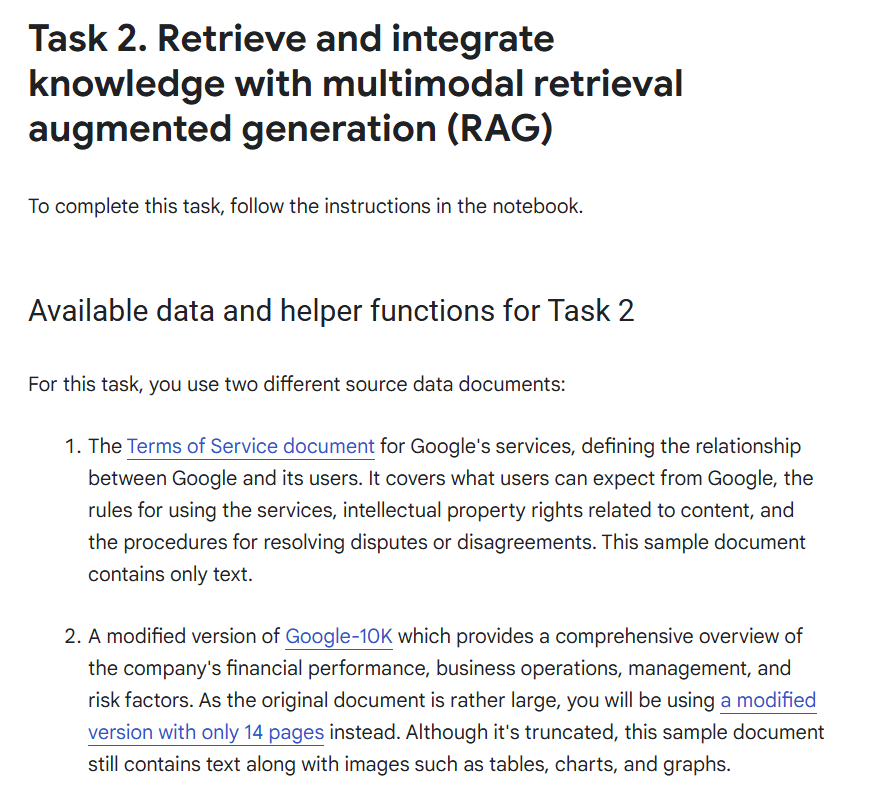 Task 2. Retrieve and integrate
knowledge with multimodal retrieval
augmented generation (RAG)
To complete this task, follow the instructions in the notebook.
Available data and helper functions for Task 2
For this task, you use two different source data documents:
1. The Terms of Service document for Google's services, defining the relationship
between Google and its users. It covers what users can expect from Google, the
rules for using the services, intellectual property rights related to content, and
the procedures for resolving disputes or disagreements. This sample document
contains only text.
2. A modified version of Google-10K which provides a comprehensive overview of
the company's financial performance, business operations, management, and
risk factors. As the original document is rather large, you will be using a modified
version with only 14 pages instead. Although it's truncated, this sample document
still contains text along with images such as tables, charts, and graphs.